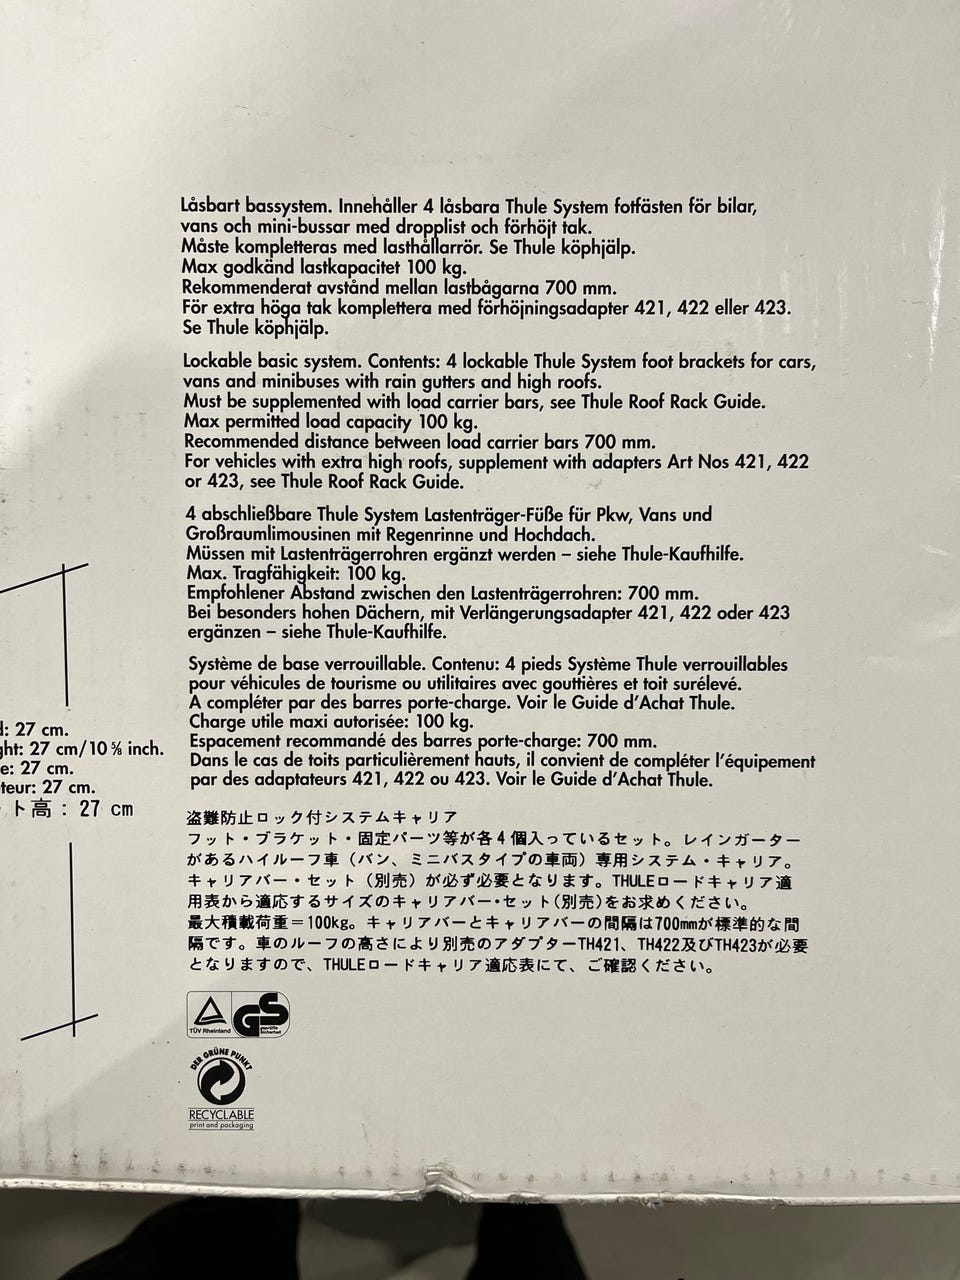 Låsbart bassystem. Innehåller 4 låsbara Thule System fotfästen för bilar,
vans och mini-bussar med dropplist och förhöjt tak.
Måste kompletteras med lasthållarrör. Se Thule köphjälp.
Max godkänd lastkapacitet 100 kg.
Rekommenderat avstånd mellan lastbågarna 700 mm.
För extra höga tak komplettera med förhöjningsadapter 421, 422 eller 423.
Se Thule köphjälp.
Lockable basic system. Contents: 4 lockable Thule System foot brackets for cars,
vans and minibuses with rain gutters and high roofs.
Must be supplemented with load carrier bars, see Thule Roof Rack Guide.
Max permitted load capacity 100 kg.
Recommended distance between load carrier bars 700 mm.
For vehicles with extra high roofs, supplement with adapters Art Nos 421, 422
or 423, see Thule Roof Rack Guide.
4 abschließbare Thule System Lastenträger-Füße für Pkw, Vans und
Großraumlimousinen mit Regenrinne und Hochdach.
Müssen mit Lastenträgerrohren ergänzt werden – siehe Thule-Kaufhilfe.
Max. Tragfähigkeit: 100 kg.
Empfohlener Abstand zwischen den Lastenträgerrohren: 700 mm.
Bei besonders hohen Dächern, mit Verlängerungsadapter 421, 422 oder 423
ergänzen – siehe Thule-Kaufhilfe.
Système de base verrouillable. Contenu: 4 pieds Système Thule verrouillables
pour véhicules de tourisme ou utilitaires avec gouttières et toit surélevé.
A compléter par des barres porte-charge. Voir le Guide d'Achat Thule.
Charge utile maxi autorisée: 100 kg.
Espacement recommandé des barres porte-charge: 700 mm.
Dans le cas de toits particulièrement hauts, il convient de compléter l'équipement
par des adaptateurs 421, 422 ou 423. Voir le Guide d'Achat Thule.
: 27 cm.
ght: 27 cm/10 ⅝ inch.
e: 27 cm.
teur: 27 cm.
ト高：27 cm
盗難防止ロック付システムキャリア
フット・ブラケット・固定パーツ等が各4個入っているセット。レインガーター
があるハイルーフ車（バン、ミニバスタイプの車両）専用システム・キャリア。
キャリアバー・セット（別売）が必ず必要となります。THULEロードキャリア適
用表から適応するサイズのキャリアバー・セット(別売)をお求めください。
最大積載荷重＝100kg。キャリアバーとキャリアバーの間隔は700mmが標準的な間
隔です。車のルーフの高さにより別売のアダプターTH421、TH422及びTH423が必要
となりますので、THULEロードキャリア適応表にて、ご確認ください。
TÜV Rheinland
GS
geprüfte
Sicherheit
DER GRÜNE PUNKT
RECYCLABLE
print and packaging